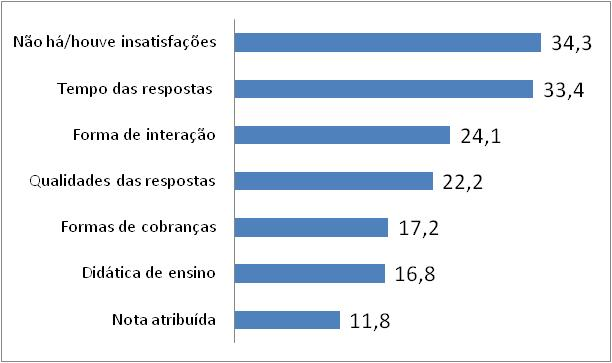 Não há/houve insatisfações 34,3
Tempo das respostas 33,4
Forma de interação 24,1
Qualidades das respostas 22,2
Formas de cobranças 17,2
Didática de ensino 16,8
Nota atribuída 11,8